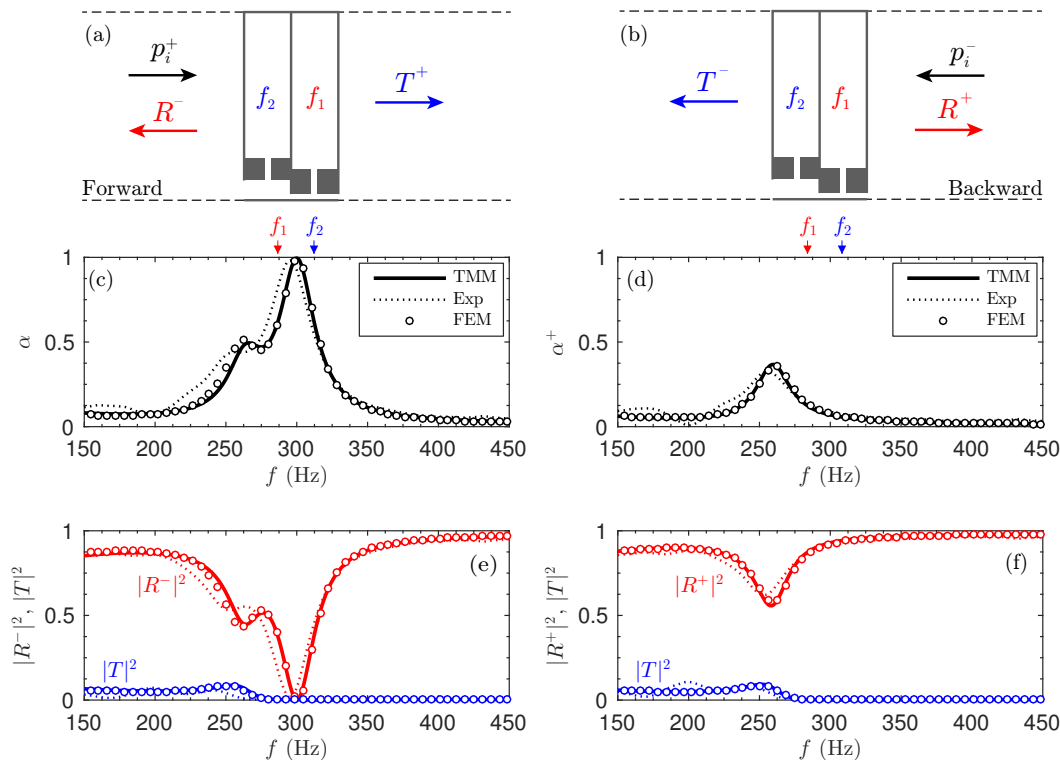 (a)
p_i^+
R^-
f_2
f_1
T^+
Forward
(b)
T^-
f_2
f_1
p_i^-
R^+
Backward
f_1
f_2
(c)
TMM
Exp
FEM
1
0.5
0
α
150 200 250 300 350 400 450
f (Hz)
f_1
f_2
(d)
TMM
Exp
FEM
1
0.5
0
α^+
150 200 250 300 350 400 450
f (Hz)
(e)
|R^-|^2
|T|^2
1
0.5
0
|R^-|^2, |T|^2
150 200 250 300 350 400 450
f (Hz)
(f)
|R^+|^2
|T|^2
1
0.5
0
|R^+|^2, |T|^2
150 200 250 300 350 400 450
f (Hz)